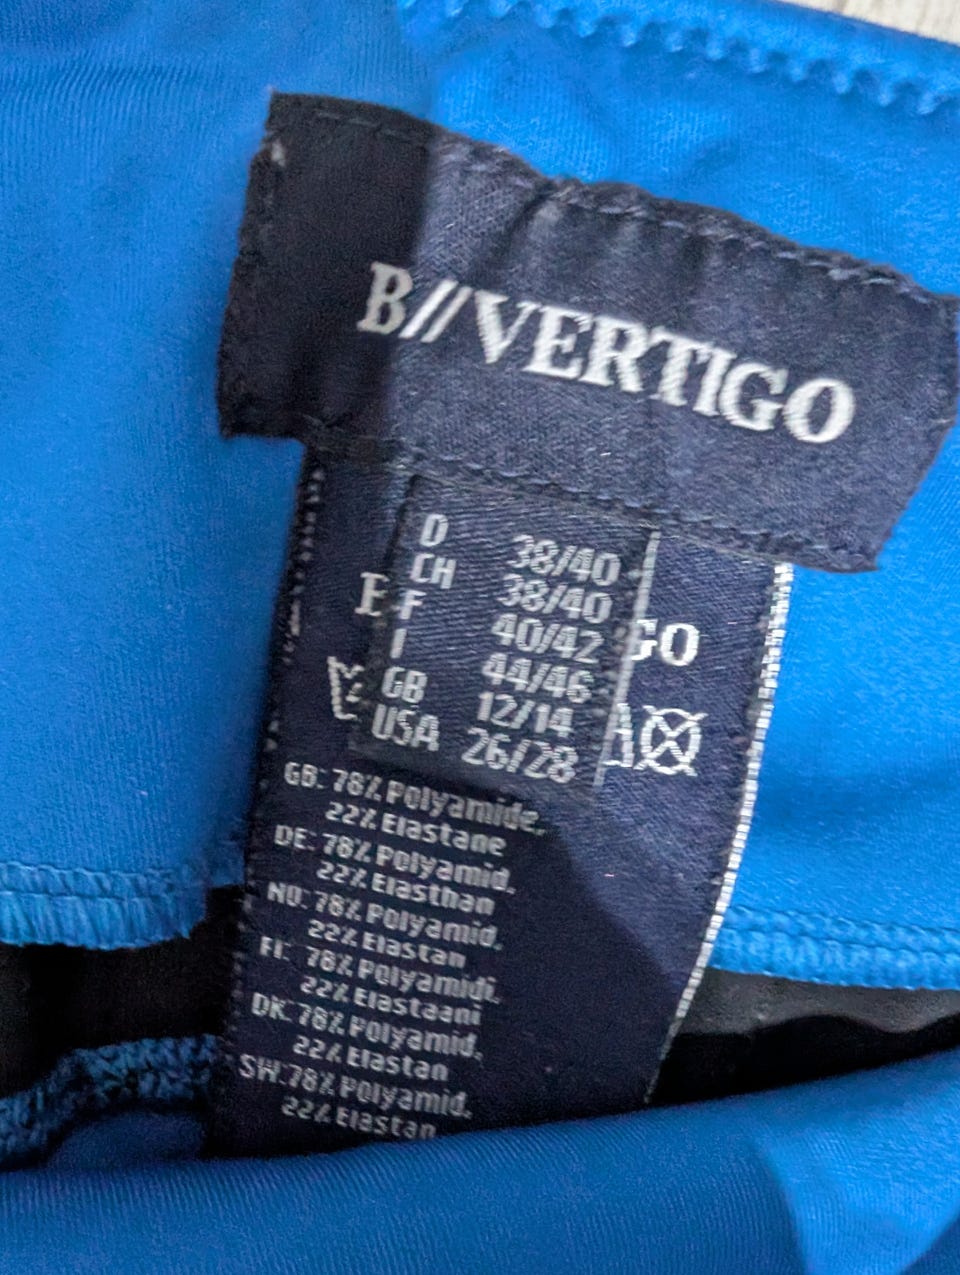 B//VERTIGO
D 38/40
CH 38/40
F 40/42
I 44/46
GB 12/14
USA 26/28
GO
GB: 78% Polyamide,
22% Elastane
DE: 78% Polyamid,
22% Elasthan
NO: 78% Polyamid,
22% Elastan
FI: 78% Polyamidi,
22% Elastaani
DK: 78% Polyamid,
22% Elastan
SW: 78% Polyamid,
22% Elastan